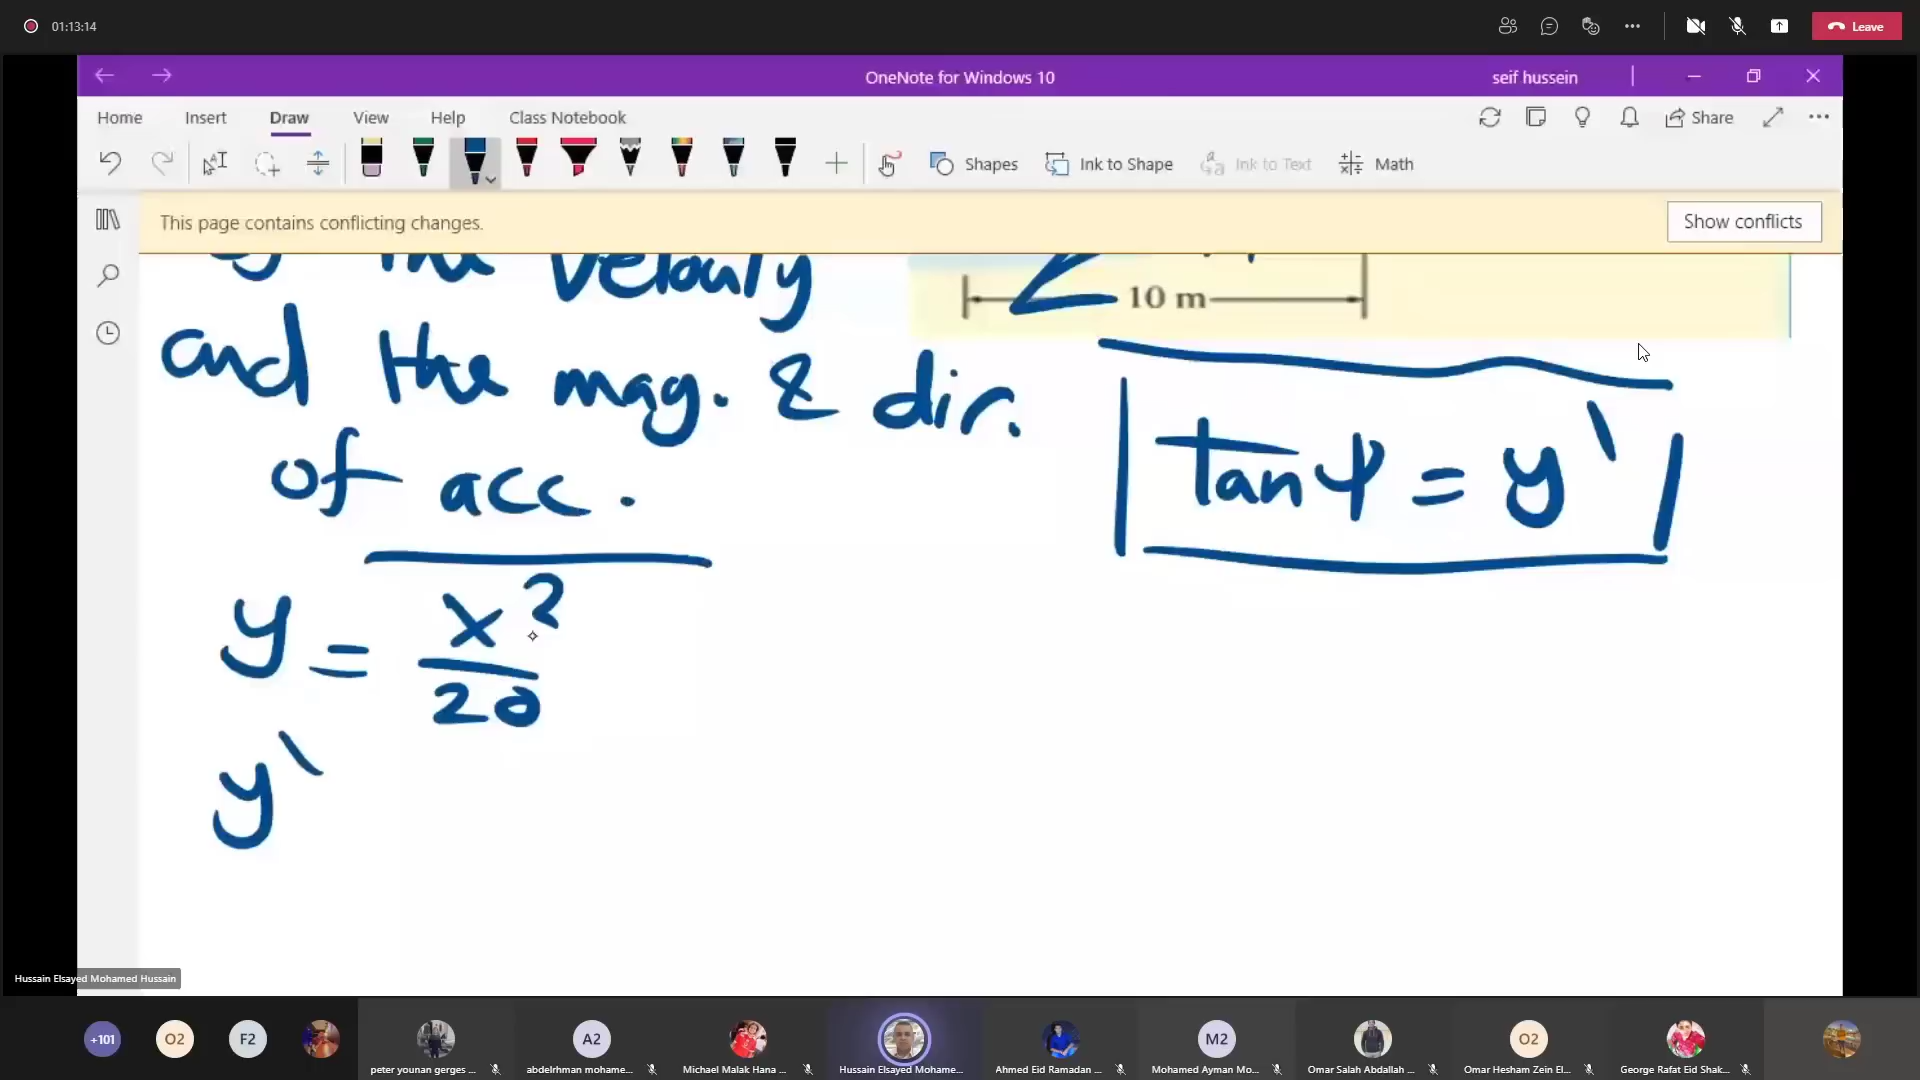 01:13:14
Leave
OneNote for Windows 10
seif hussein
Home Insert Draw View Help Class Notebook
Share
Shapes Ink to Shape Ink to Text Math
This page contains conflicting changes.
Show conflicts
the velouly
10 m
and the mag. & dir.
of acc.
tan ψ = y'
y = x²/20
y'
Hussain Elsayed Mohamed Hussain
+101 O2 F2 A2 M2 O2
peter younan gerges ...
abdelrhman mohame...
Michael Malak Hana ...
Hussain Elsayed Mohame...
Ahmed Eid Ramadan ...
Mohamed Ayman Mo...
Omar Salah Abdallah ...
Omar Hesham Zein El...
George Rafat Eid Shak...